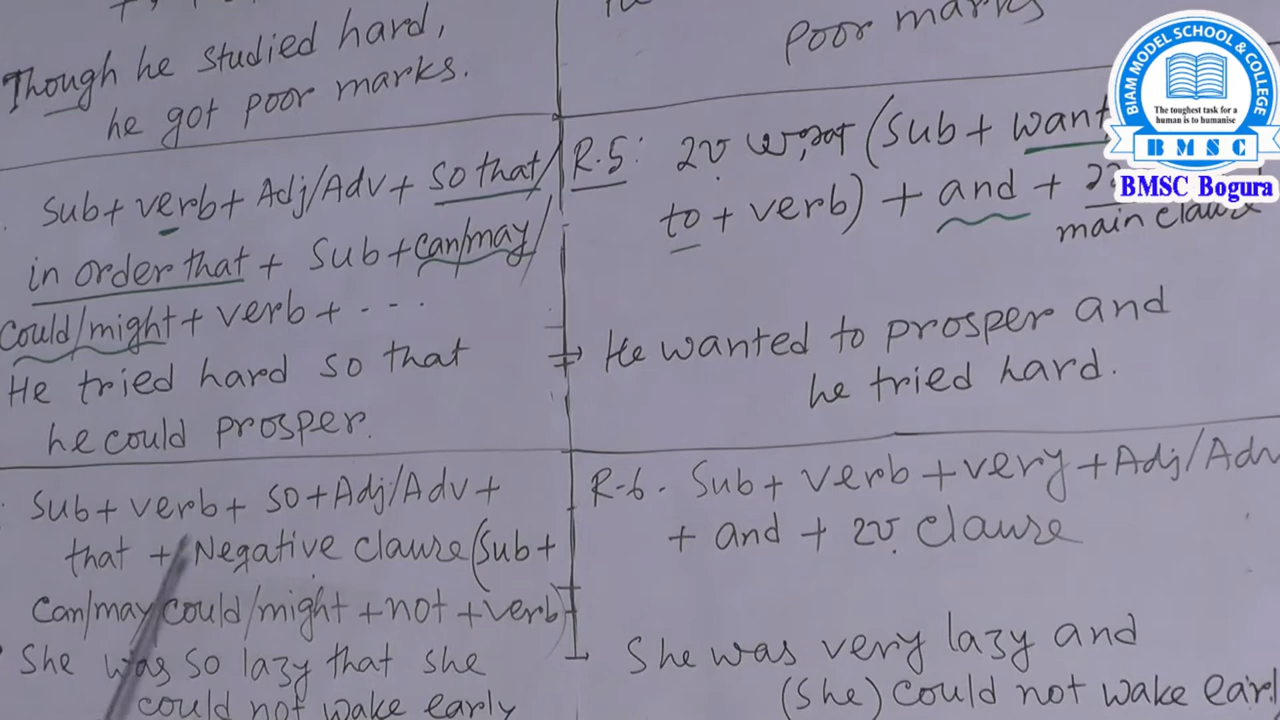 Though he studied hard,
he got poor marks.
poor marks
Sub + verb + Adj/Adv + so that/
in order that + Sub + can/may/
could/might + verb + ....
He tried hard so that
he could prosper.
R-5: ২য় অংশের (Sub + want
to + verb) + and +
main clause
⇒ He wanted to prosper and
he tried hard.
Sub + verb + so + Adj/Adv +
that + Negative clause (Sub +
can/may/could/might + not + verb)
She was so lazy that she
could not wake early
R-6. Sub + verb + very + Adj/Adv
+ and + ২য় clause
She was very lazy and
(She) could not wake earl
BIAM MODEL SCHOOL & COLLEGE
The toughest task for a
human is to humanise
BMSC
BMSC Bogura